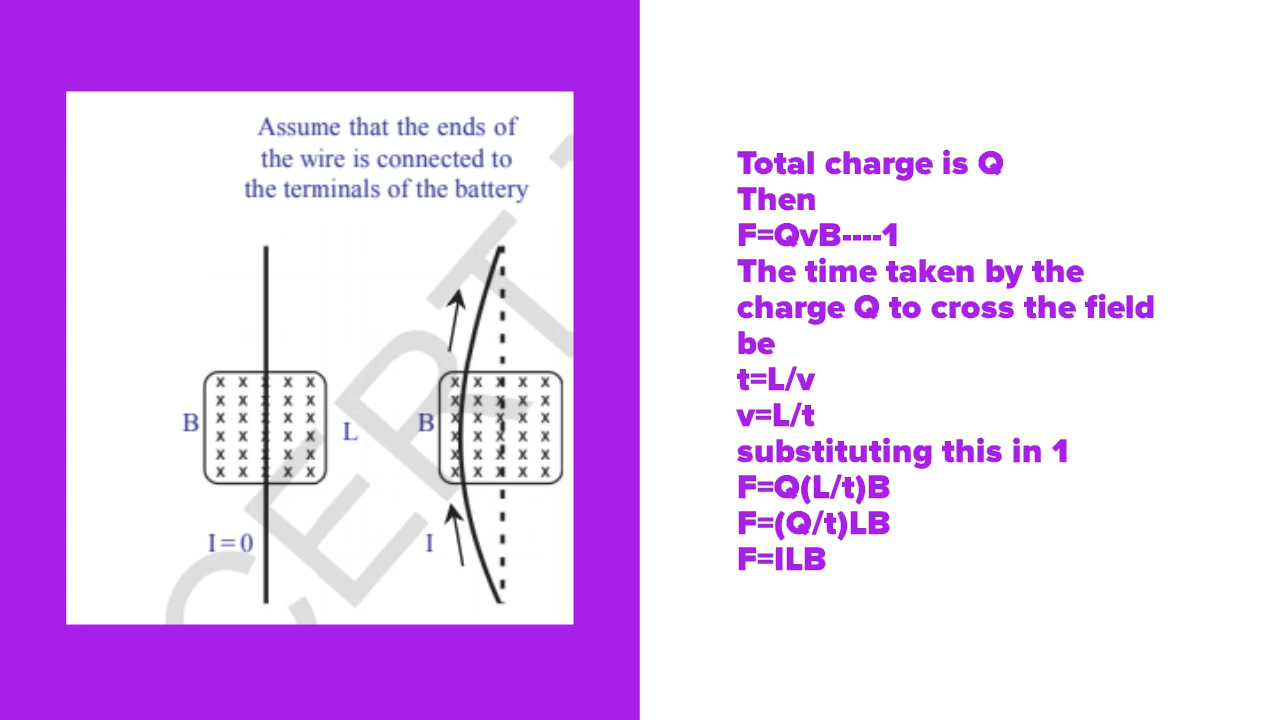 Assume that the ends of
the wire is connected to
the terminals of the battery
B
L
I=0
B
I
CERT
Total charge is Q
Then
F=QvB----1
The time taken by the
charge Q to cross the field
be
t=L/v
v=L/t
substituting this in 1
F=Q(L/t)B
F=(Q/t)LB
F=ILB